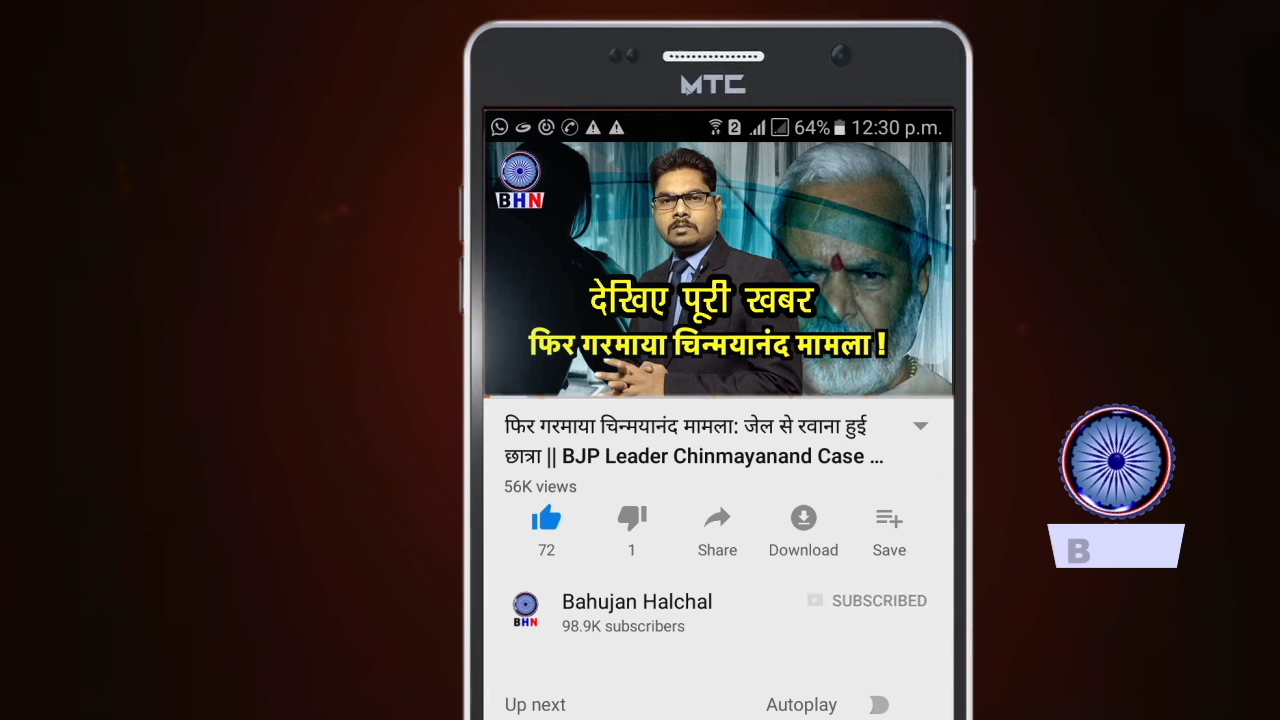 MTC
2
64% 12:30 p.m.
BHN
देखिए पूरी खबर
फिर गरमाया चिन्मयानंद मामला !
फिर गरमाया चिन्मयानंद मामला: जेल से रवाना हुई
छात्रा || BJP Leader Chinmayanand Case ...
56K views
72 1 Share Download Save
B
Bahujan Halchal SUBSCRIBED
BHN
98.9K subscribers
Up next Autoplay